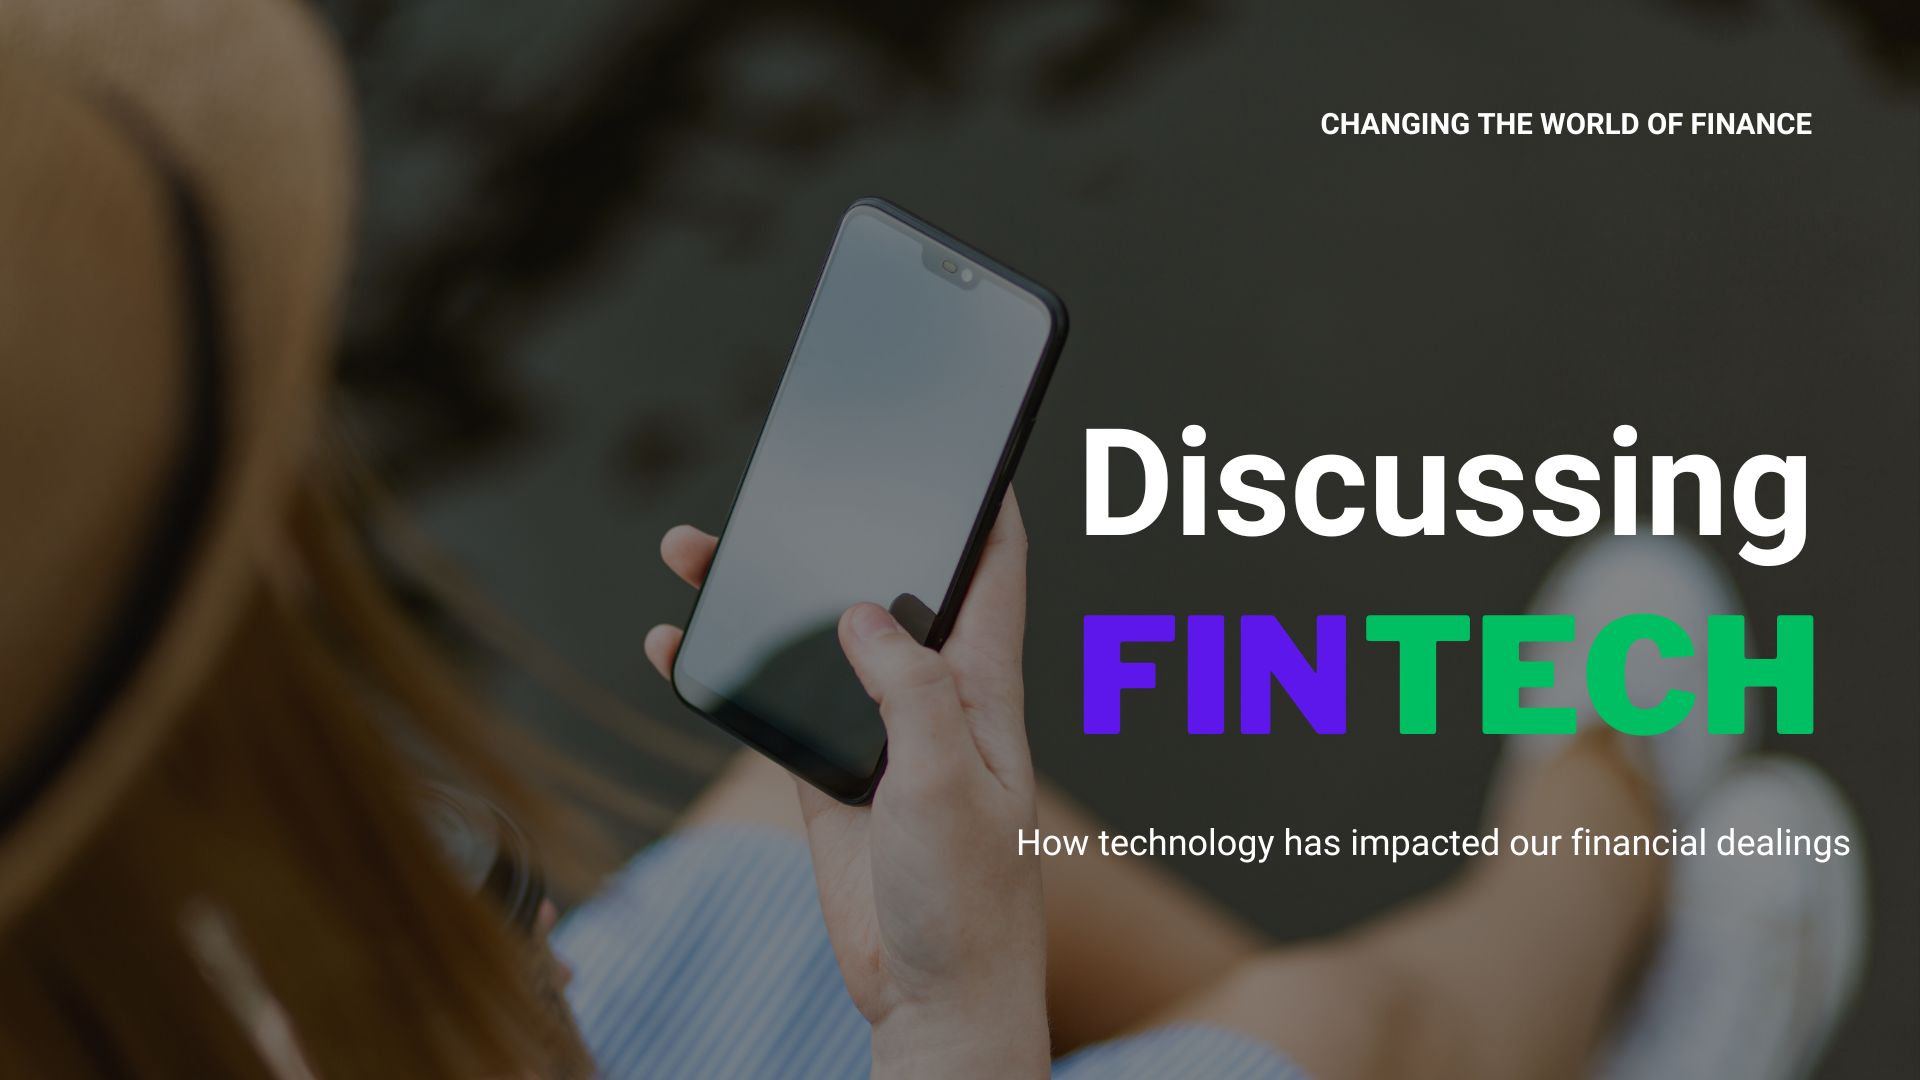 CHANGING THE WORLD OF FINANCE
Discussing
FINTECH
How technology has impacted our financial dealings